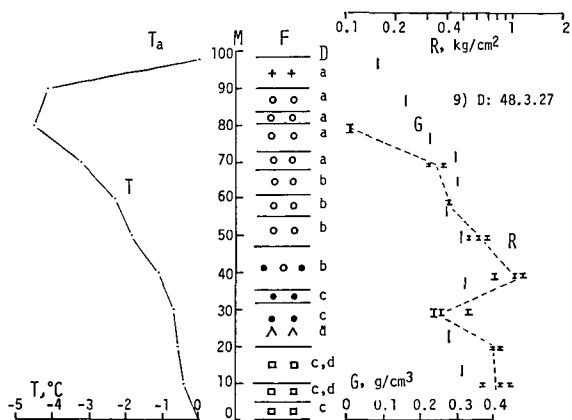 Ta M F D 0.1 0.2 0.4 1 2
R, kg/cm2
100
+ + a
90
o o a
9) D: 48.3.27
o o a
80
o o a
G
70
o o a
T
o o b
60
o o b
50
o o b
R
40
● o ● b
● ● c
30
● ● c
20
□ □ c,d
10
□ □ c,d
T,°C
G, g/cm3
□ □ c
0
-5 -4 -3 -2 -1 0
0 0.2 0.3 0.4